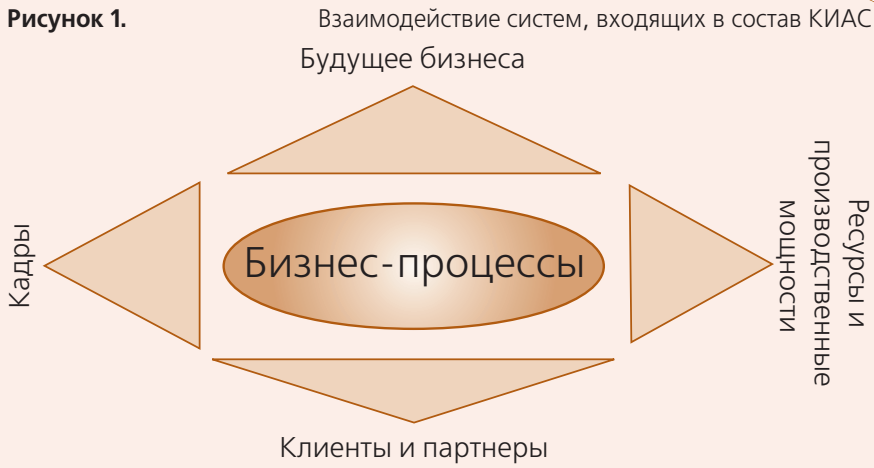 Рисунок 1. Взаимодействие систем, входящих в состав КИАС
Будущее бизнеса
Кадры
Бизнес-процессы
Ресурсы и
производственные
мощности
Клиенты и партнеры